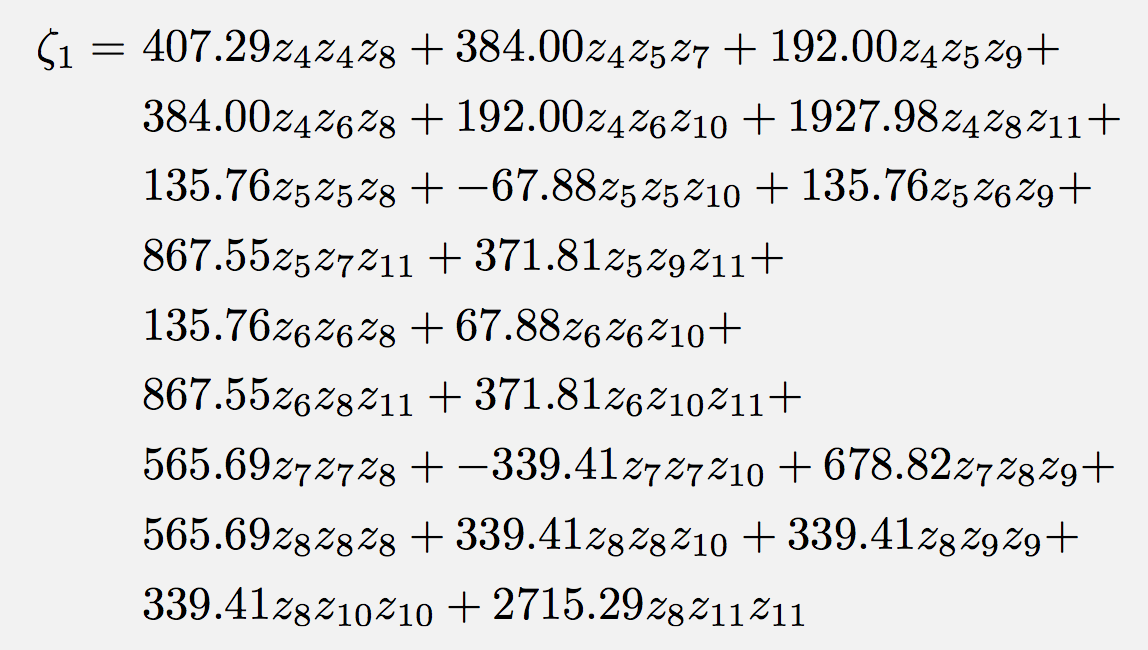 ζ₁ = 407.29z₄z₄z₈ + 384.00z₄z₅z₇ + 192.00z₄z₅z₉+
384.00z₄z₆z₈ + 192.00z₄z₆z₁₀ + 1927.98z₄z₈z₁₁+
135.76z₅z₅z₈ + −67.88z₅z₅z₁₀ + 135.76z₅z₆z₉+
867.55z₅z₇z₁₁ + 371.81z₅z₉z₁₁+
135.76z₆z₆z₈ + 67.88z₆z₆z₁₀+
867.55z₆z₈z₁₁ + 371.81z₆z₁₀z₁₁+
565.69z₇z₇z₈ + −339.41z₇z₇z₁₀ + 678.82z₇z₈z₉+
565.69z₈z₈z₈ + 339.41z₈z₈z₁₀ + 339.41z₈z₉z₉+
339.41z₈z₁₀z₁₀ + 2715.29z₈z₁₁z₁₁